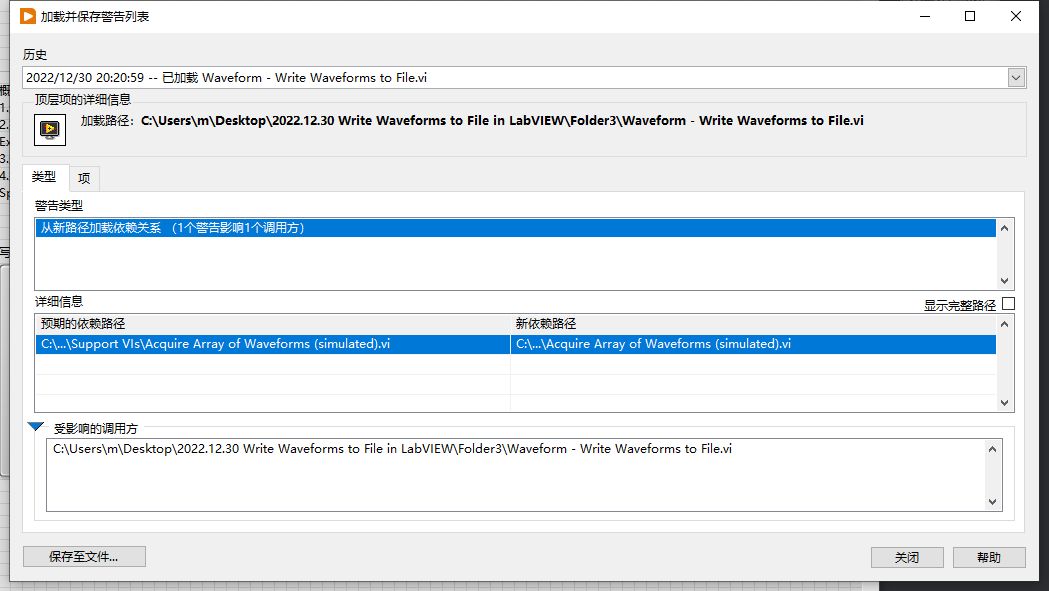 加载并保存警告列表
历史
2022/12/30 20:20:59 -- 已加载 Waveform - Write Waveforms to File.vi
顶层项的详细信息
加载路径: C:\Users\m\Desktop\2022.12.30 Write Waveforms to File in LabVIEW\Folder3\Waveform - Write Waveforms to File.vi
类型 项
警告类型
从新路径加载依赖关系 （1个警告影响1个调用方）
详细信息 显示完整路径
预期的依赖路径 新依赖路径
C:\...\Support VIs\Acquire Array of Waveforms (simulated).vi C:\...\Acquire Array of Waveforms (simulated).vi
受影响的调用方
C:\Users\m\Desktop\2022.12.30 Write Waveforms to File in LabVIEW\Folder3\Waveform - Write Waveforms to File.vi
保存至文件... 关闭 帮助
概
1.
2.
Ex
3.
4.
Sp
写